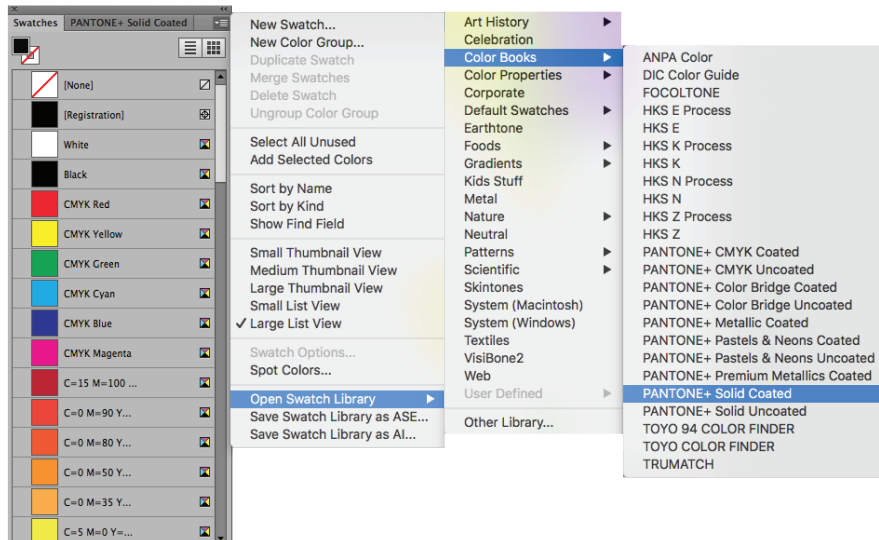 Swatches
PANTONE+ Solid Coated
[None]
[Registration]
White
Black
CMYK Red
CMYK Yellow
CMYK Green
CMYK Cyan
CMYK Blue
CMYK Magenta
C=15 M=100 ...
C=0 M=90 Y...
C=0 M=80 Y...
C=0 M=50 Y...
C=0 M=35 Y...
C=5 M=0 Y=...
New Swatch...
New Color Group...
Duplicate Swatch
Merge Swatches
Delete Swatch
Ungroup Color Group
Select All Unused
Add Selected Colors
Sort by Name
Sort by Kind
Show Find Field
Small Thumbnail View
Medium Thumbnail View
Large Thumbnail View
Small List View
✓ Large List View
Swatch Options...
Spot Colors...
Open Swatch Library
Save Swatch Library as ASE...
Save Swatch Library as AI...
Art History
Celebration
Color Books
Color Properties
Corporate
Default Swatches
Earthtone
Foods
Gradients
Kids Stuff
Metal
Nature
Neutral
Patterns
Scientific
Skintones
System (Macintosh)
System (Windows)
Textiles
VisiBone2
Web
User Defined
Other Library...
ANPA Color
DIC Color Guide
FOCOLTONE
HKS E Process
HKS E
HKS K Process
HKS K
HKS N Process
HKS N
HKS Z Process
HKS Z
PANTONE+ CMYK Coated
PANTONE+ CMYK Uncoated
PANTONE+ Color Bridge Coated
PANTONE+ Color Bridge Uncoated
PANTONE+ Metallic Coated
PANTONE+ Pastels & Neons Coated
PANTONE+ Pastels & Neons Uncoated
PANTONE+ Premium Metallics Coated
PANTONE+ Solid Coated
PANTONE+ Solid Uncoated
TOYO 94 COLOR FINDER
TOYO COLOR FINDER
TRUMATCH